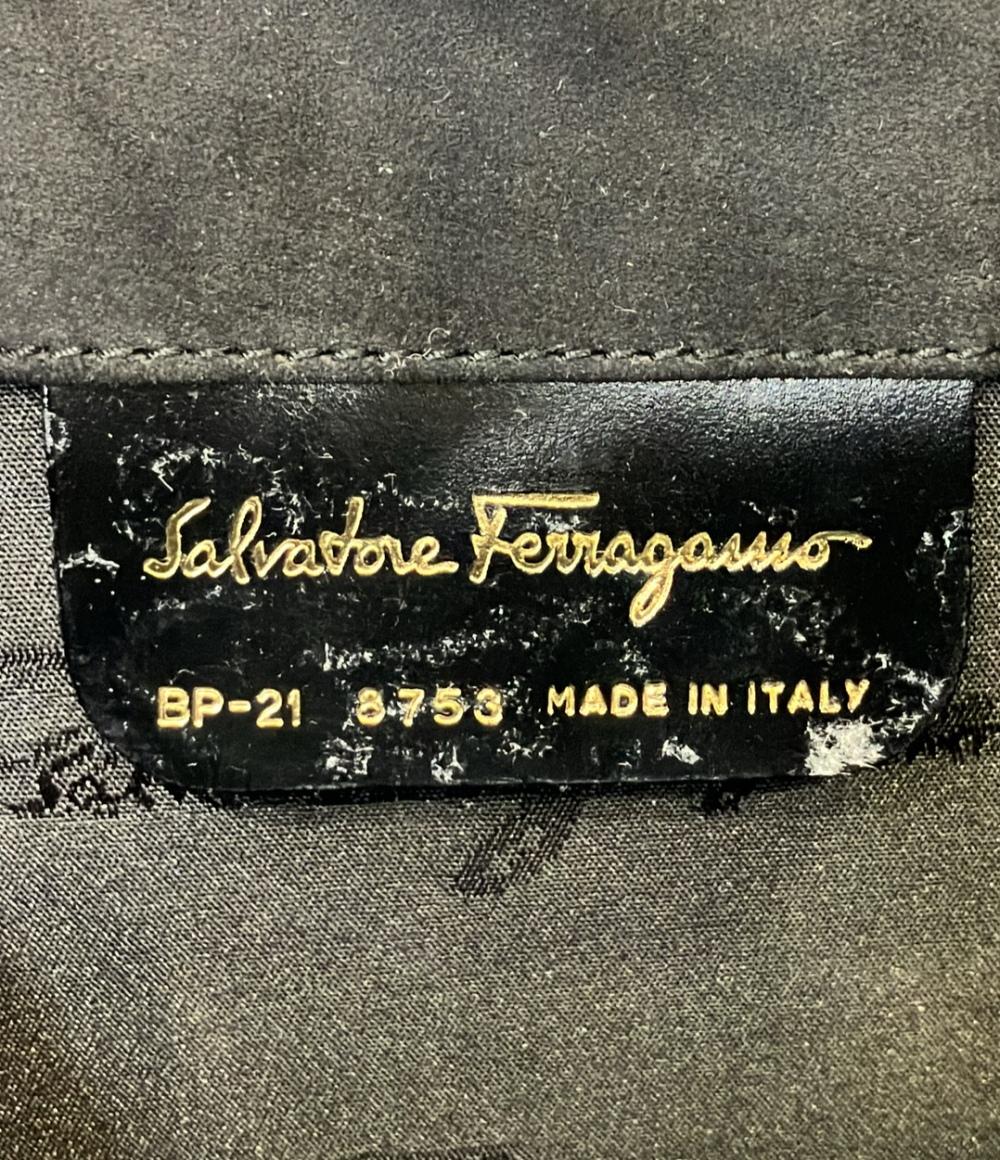 Salvatore Ferragamo
BP-21 8753 MADE IN ITALY